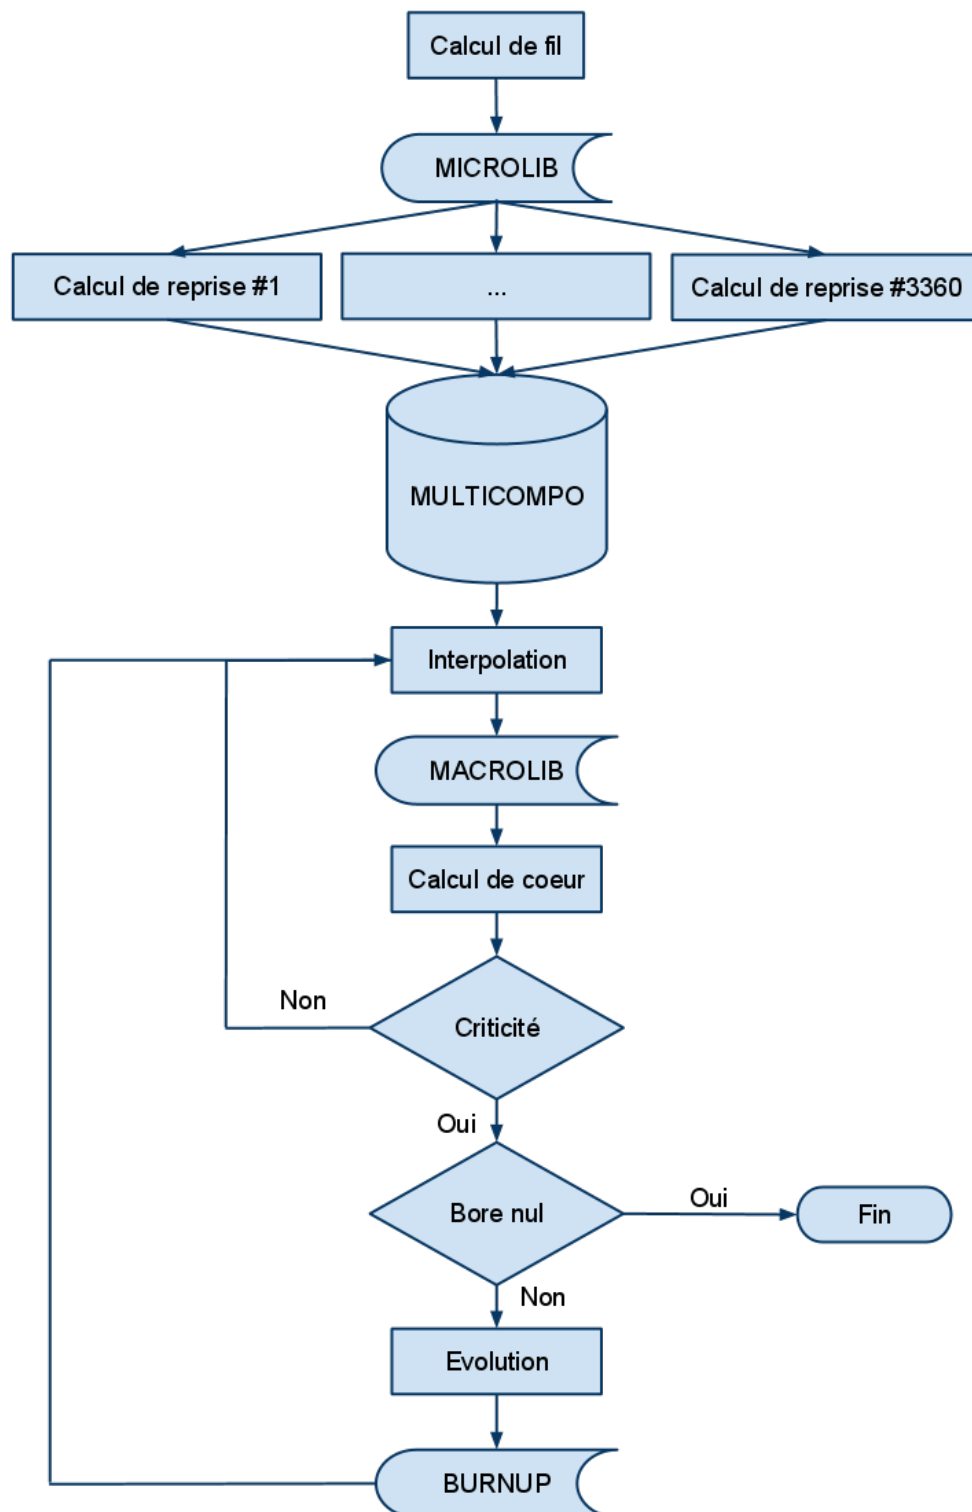 Calcul de fil
MICROLIB
Calcul de reprise #1
...
Calcul de reprise #3360
MULTICOMPO
Interpolation
MACROLIB
Calcul de coeur
Criticité
Non
Oui
Bore nul
Oui
Fin
Non
Evolution
BURNUP